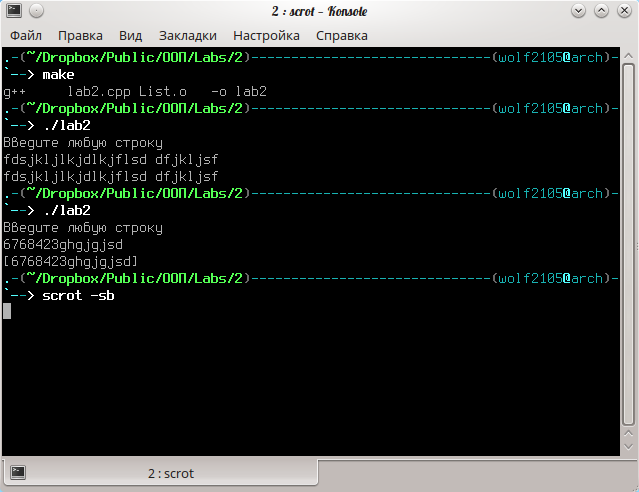 2 : scrot – Konsole
Файл Правка Вид Закладки Настройка Справка
.-(~/Dropbox/Public/ООП/Labs/2)------------------------------(wolf2105@arch)-
`--> make
g++     lab2.cpp List.o   -o lab2
.-(~/Dropbox/Public/ООП/Labs/2)------------------------------(wolf2105@arch)-
`--> ./lab2
Введите любую строку
fdsjkljlkjdlkjflsd dfjkljsf
fdsjkljlkjdlkjflsd dfjkljsf
.-(~/Dropbox/Public/ООП/Labs/2)------------------------------(wolf2105@arch)-
`--> ./lab2
Введите любую строку
6768423ghgjgjsd
[6768423ghgjgjsd]
.-(~/Dropbox/Public/ООП/Labs/2)------------------------------(wolf2105@arch)-
`--> scrot -sb
2 : scrot